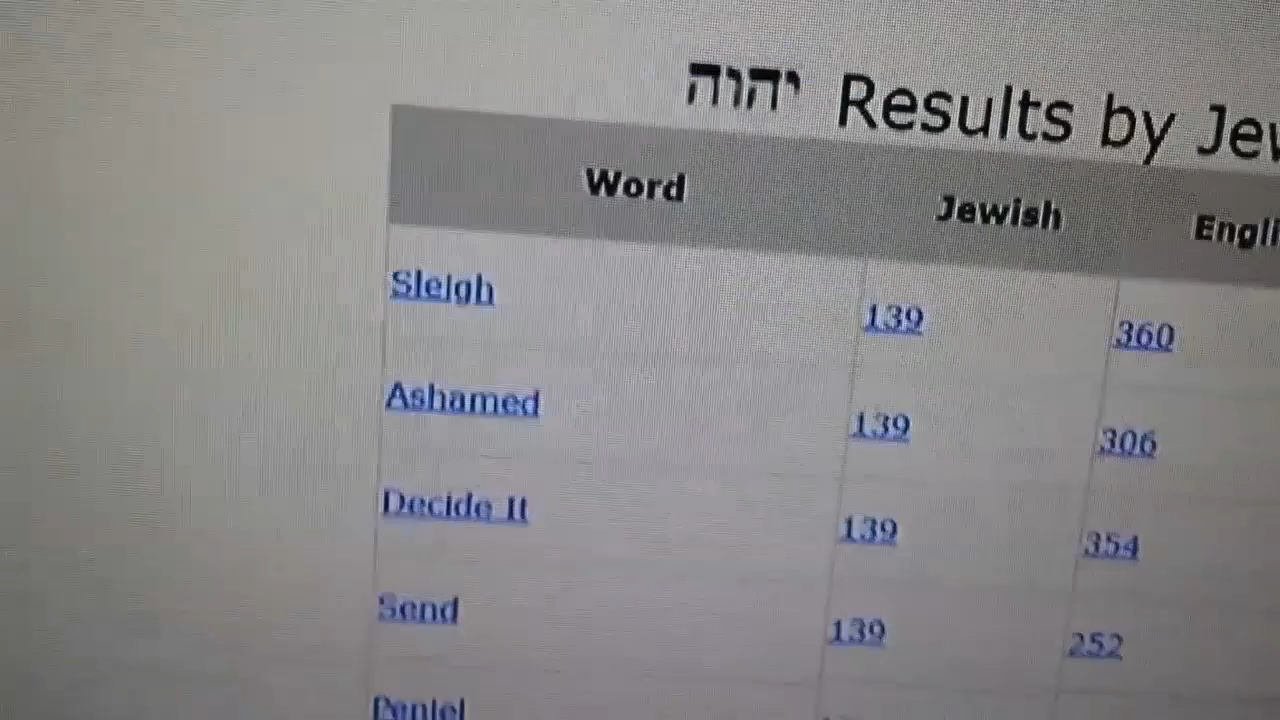 יהוה Results by Jew
Word Jewish Engli
Sleigh 139 360
Ashamed 139 306
Decide It 139 354
Send 139 252